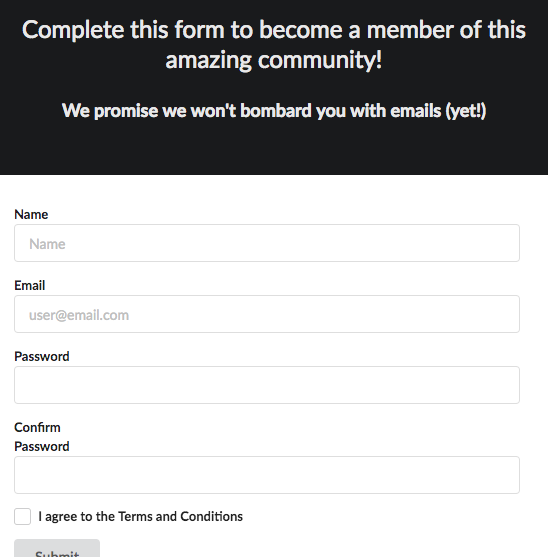 Complete this form to become a member of this
amazing community!
We promise we won't bombard you with emails (yet!)
Name
Name
Email
user@email.com
Password
Confirm
Password
I agree to the Terms and Conditions
Submit